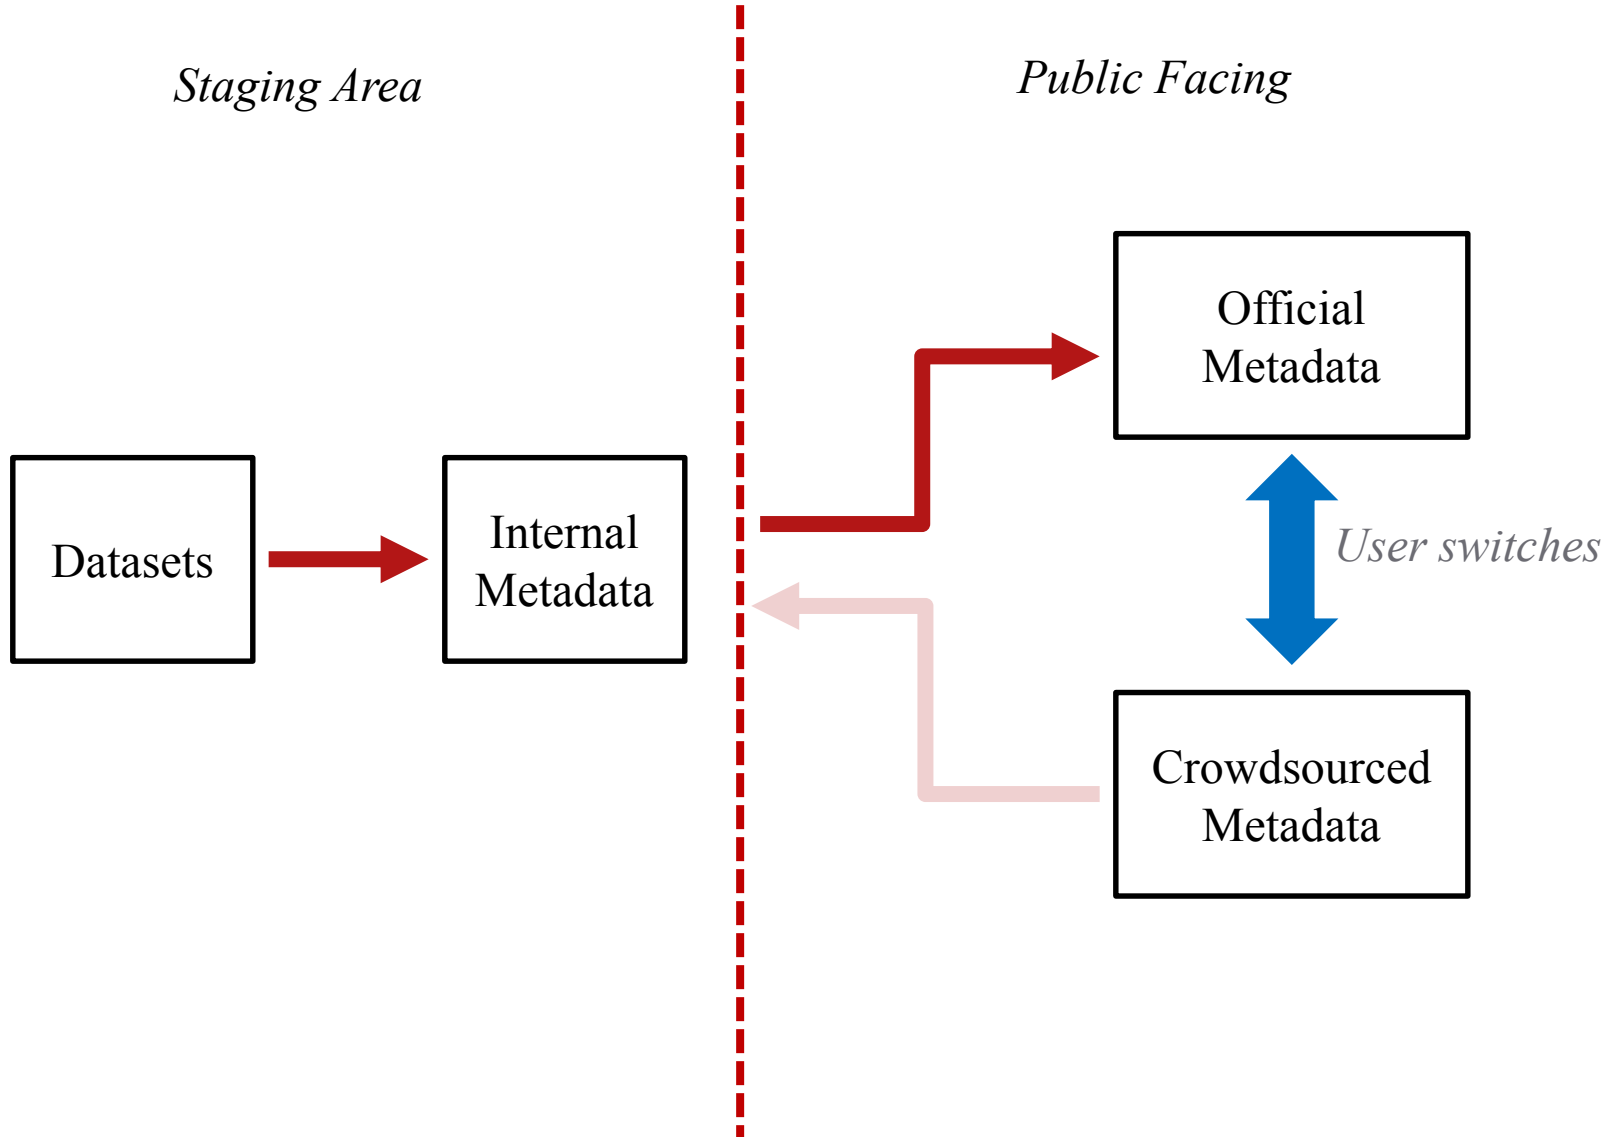 Staging Area
Public Facing
Datasets
Internal
Metadata
Official
Metadata
User switches
Crowdsourced
Metadata